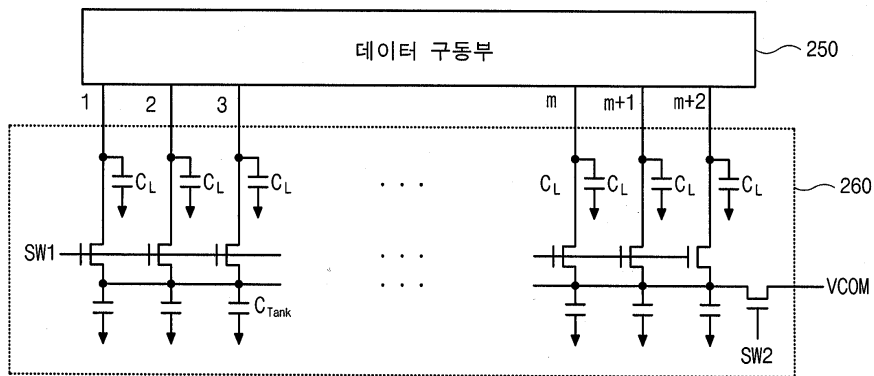 데이터 구동부
250
1
2
3
m
m+1
m+2
C_L
C_L
C_L
. . .
C_L
C_L
C_L
260
SW1
. . .
. . .
C_Tank
VCOM
SW2